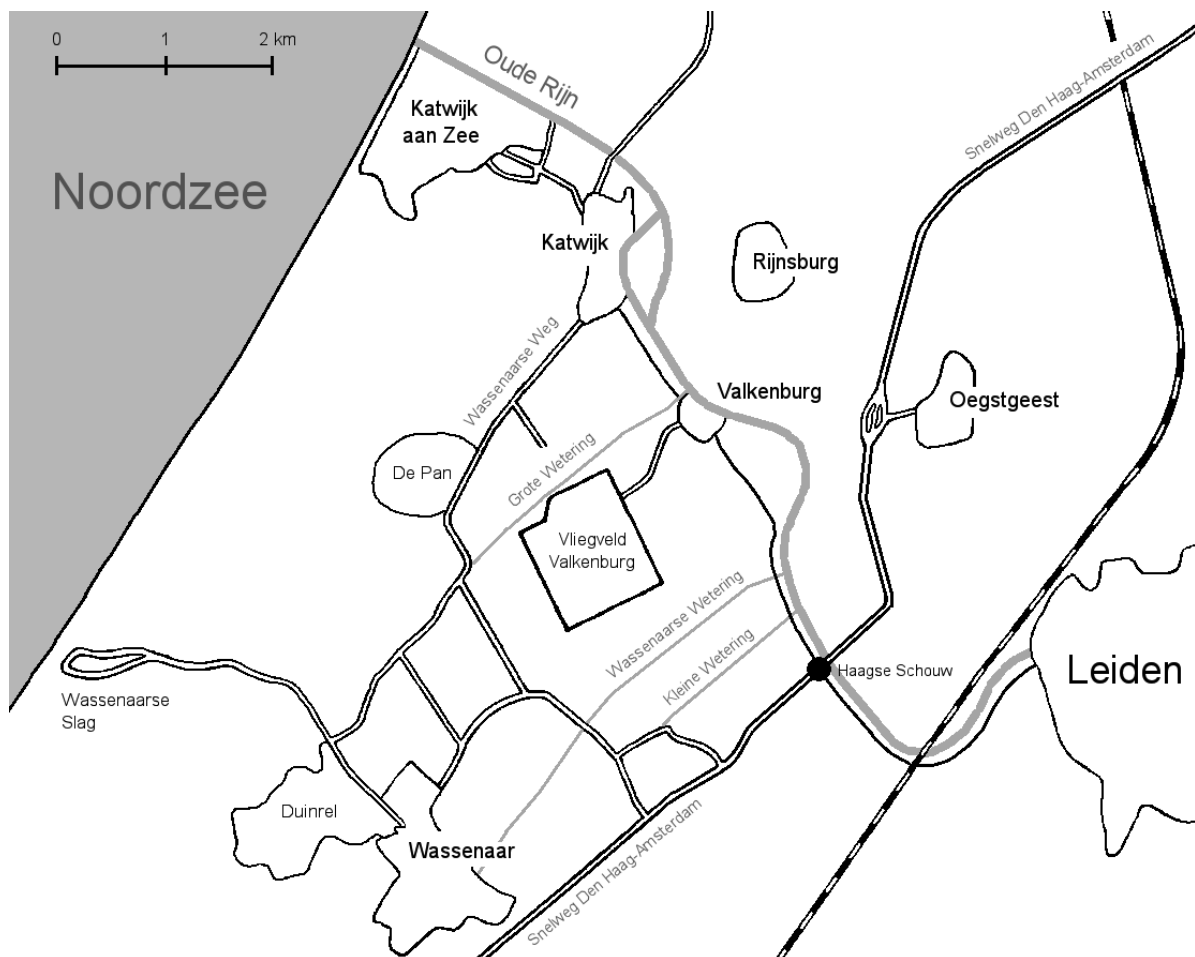 0 1 2 km
Oude Rijn
Snelweg Den Haag-Amsterdam
Katwijk
aan Zee
Noordzee
Katwijk
Rijnsburg
Wassenaarse Weg
Valkenburg
Oegstgeest
Grote Wetering
De Pan
Vliegveld
Valkenburg
Wassenaarse Wetering
Kleine Wetering
Haagse Schouw
Leiden
Wassenaarse
Slag
Duinrel
Wassenaar
Snelweg Den Haag-Amsterdam